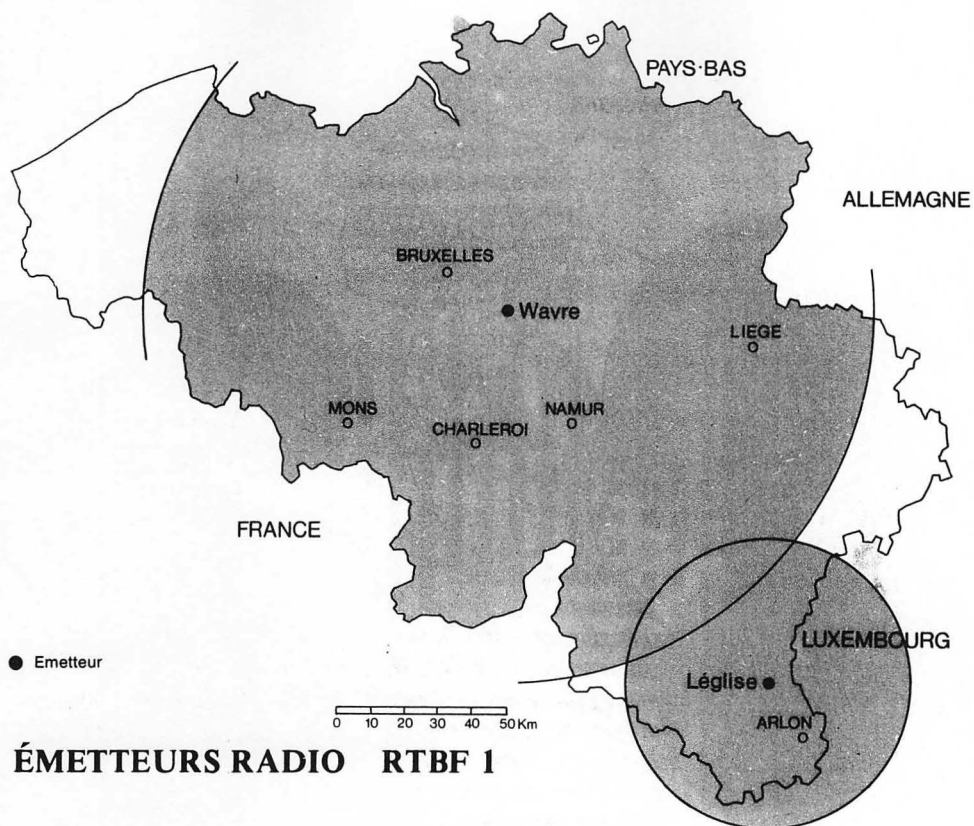 PAYS-BAS
ALLEMAGNE
BRUXELLES
Wavre
LIEGE
MONS
NAMUR
CHARLEROI
FRANCE
LUXEMBOURG
Emetteur
Léglise
0 10 20 30 40 50 Km
ARLON
ÉMETTEURS RADIO RTBF 1